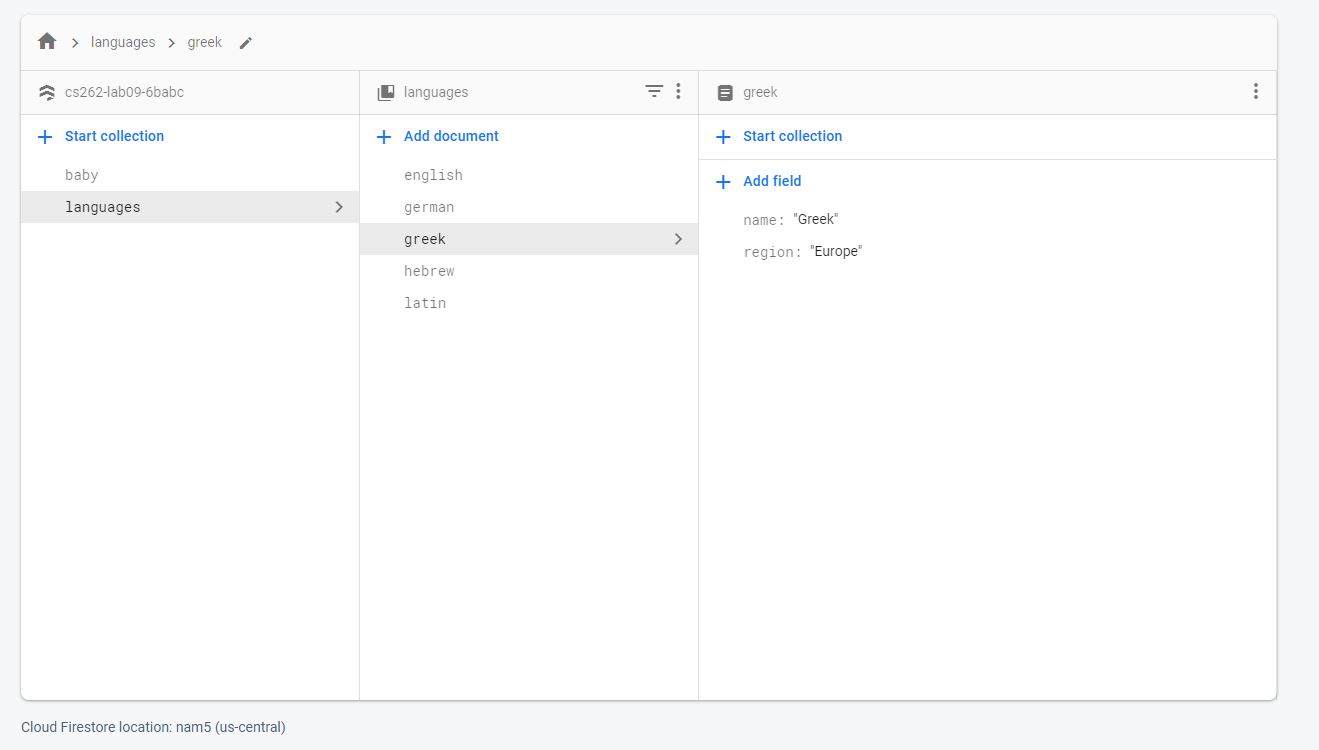 languages greek
cs262-lab09-6babc
Start collection
baby
languages
languages
Add document
english
german
greek
hebrew
latin
greek
Start collection
Add field
name: "Greek"
region: "Europe"
Cloud Firestore location: nam5 (us-central)